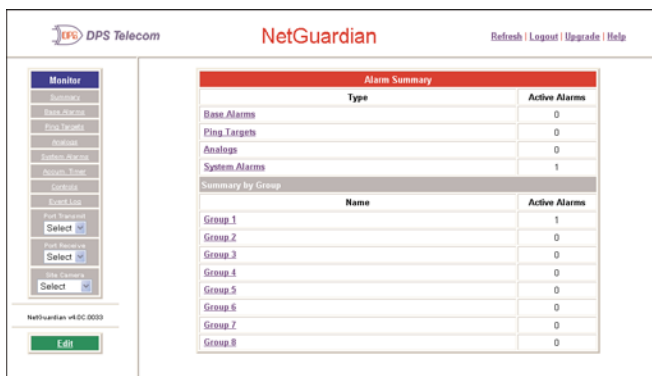 DPS DPS Telecom
NetGuardian
Refresh | Logout | Upgrade | Help
Monitor
Summary
Base Alarms
Ping Targets
Analogs
System Alarms
Accum. Timer
Controls
Event Log
Port Transmit
Select
Port Receive
Select
Site Camera
Select
NetGuardian v4.0C.0033
Edit
Alarm Summary
Type Active Alarms
Base Alarms 0
Ping Targets 0
Analogs 0
System Alarms 1
Summary by Group
Name Active Alarms
Group 1 1
Group 2 0
Group 3 0
Group 4 0
Group 5 0
Group 6 0
Group 7 0
Group 8 0